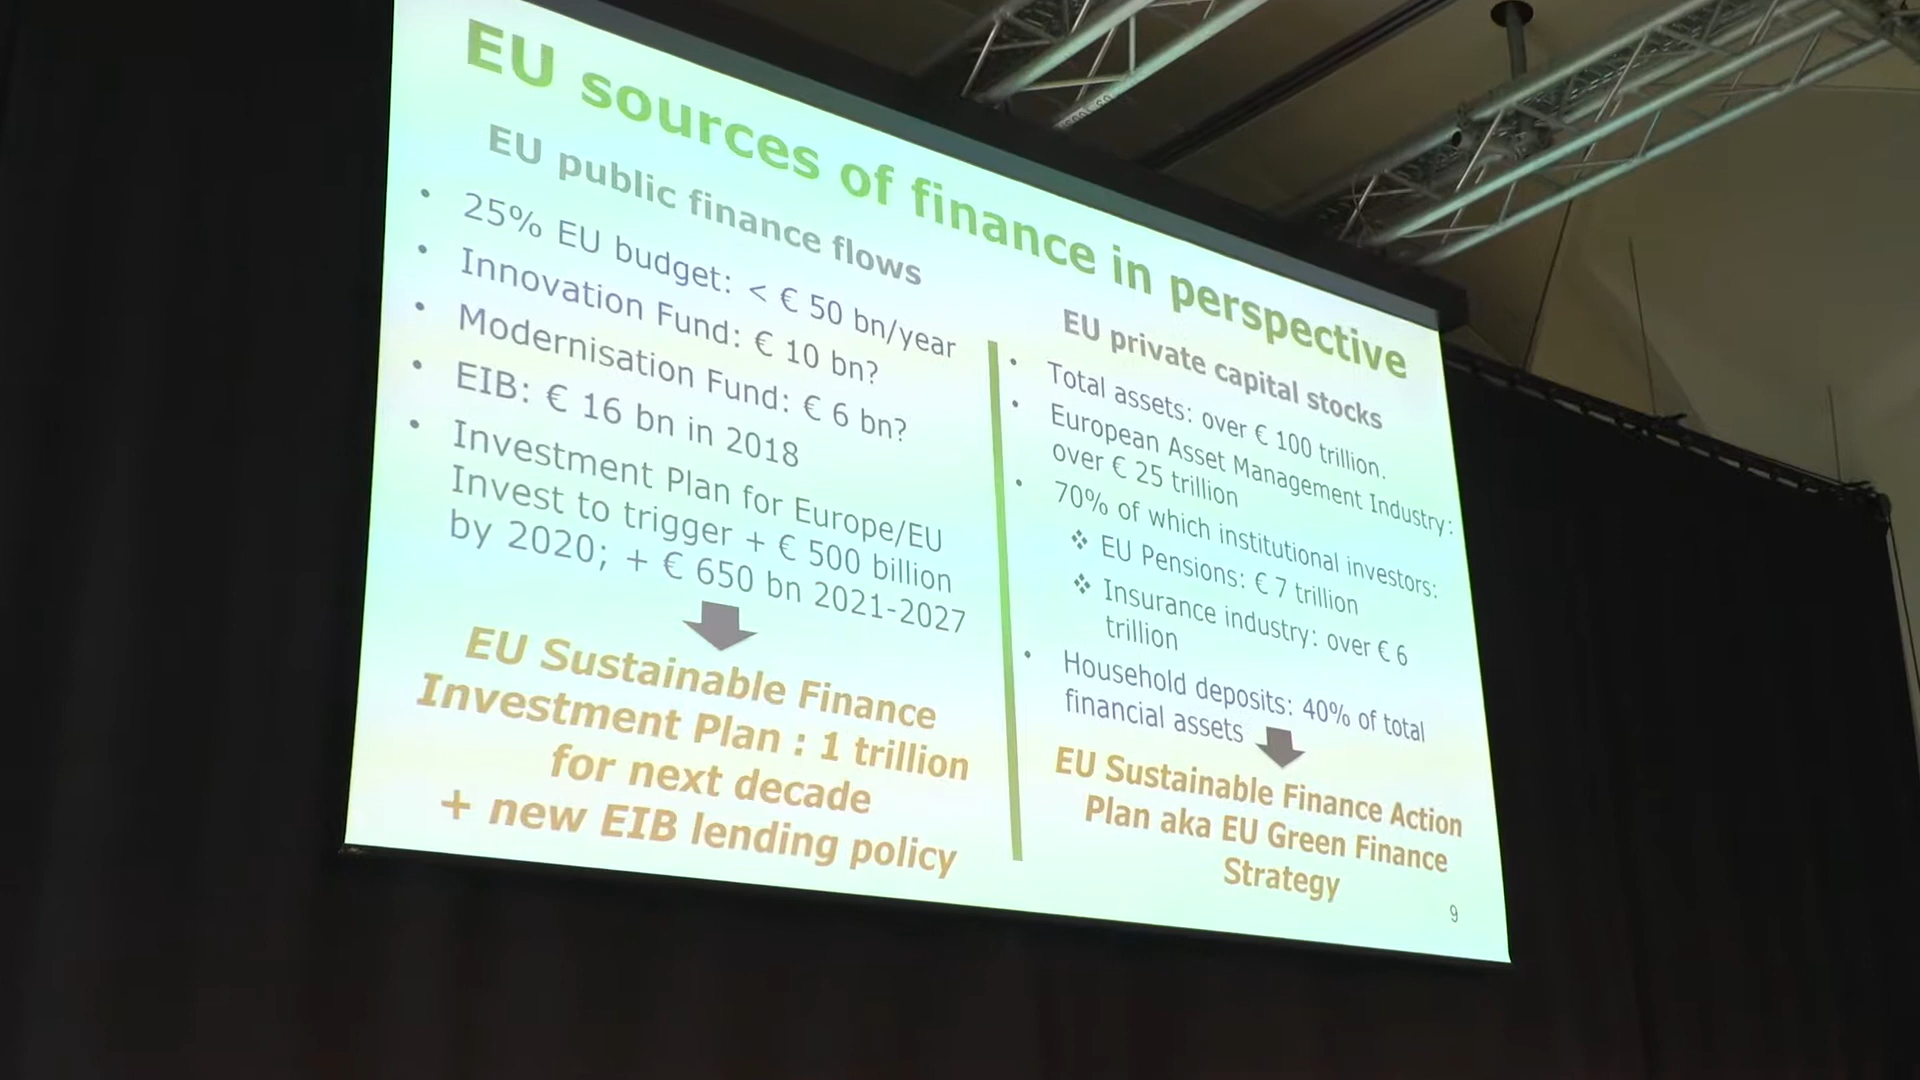 EU sources of finance in perspective
EU public finance flows
• 25% EU budget: < € 50 bn/year
• Innovation Fund: € 10 bn?
• Modernisation Fund: € 6 bn?
• EIB: € 16 bn in 2018
• Investment Plan for Europe/EU
Invest to trigger + € 500 billion
by 2020; + € 650 bn 2021-2027
EU Sustainable Finance
Investment Plan : 1 trillion
for next decade
+ new EIB lending policy
EU private capital stocks
• Total assets: over € 100 trillion.
• European Asset Management Industry:
over € 25 trillion
• 70% of which institutional investors:
❖ EU Pensions: € 7 trillion
❖ Insurance industry: over € 6
trillion
• Household deposits: 40% of total
financial assets
EU Sustainable Finance Action
Plan aka EU Green Finance
Strategy
9